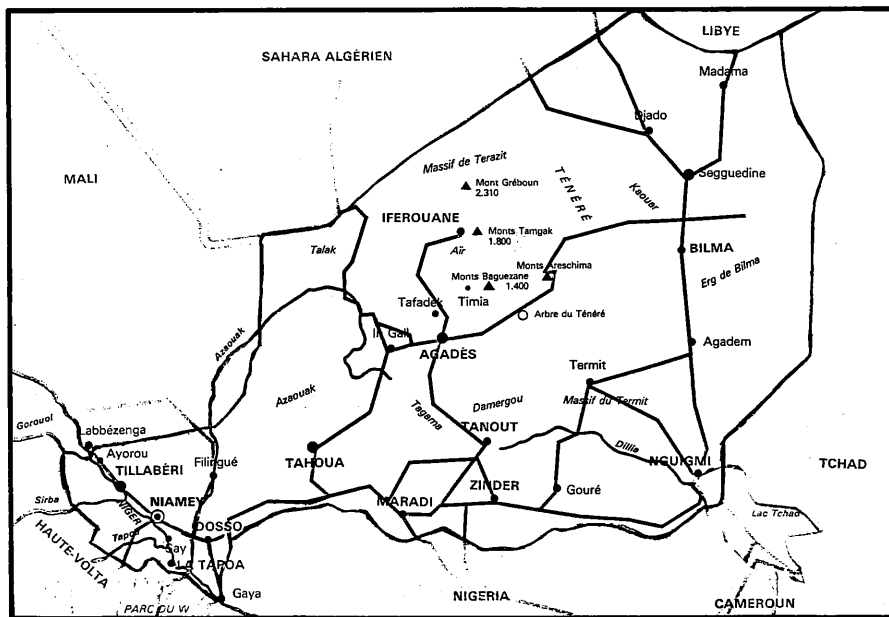 LIBYE
SAHARA ALGÉRIEN
Madama
Djado
Massif de Terazit
MALI
TÉNÉRÉ
Segguedine
Mont Gréboun
2.310
Kaouar
IFEROUANE
Monts Tamgak
1.800
Talak
Aïr
BILMA
Monts Areschima
Monts Baguezane
1.400
Erg de Bilma
Tafadek
Timia
Arbre du Ténéré
Azaouak
In Gall
AGADÈS
Agadem
Termit
Azaouak
Damergou
Massif du Termit
Tagama
Gorouol
Labbézenga
TANOUT
Ayorou
Filingué
TAHOUA
Dillia
NGUIGMI
TCHAD
TILLABÉRI
ZINDER
Gouré
Sirba
NIAMEY
MARADI
NIGER
Lac Tchad
HAUTE-VOLTA
Tapoa
DOSSO
Say
LA TAPOA
Gaya
NIGERIA
PARC DU W
CAMEROUN